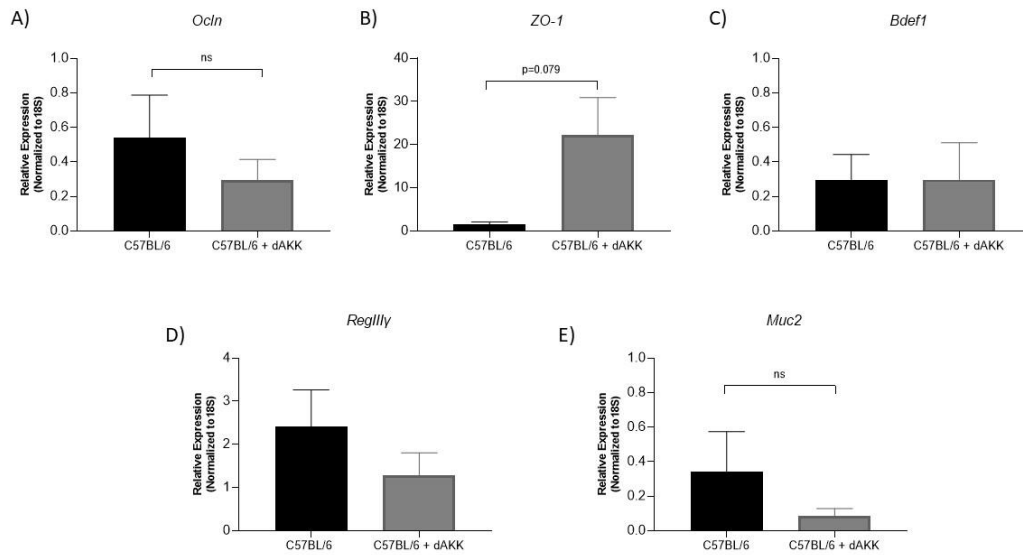 A)
Ocln
Relative Expression
(Normalized to 18S)
1.0
0.8
0.6
0.4
0.2
0.0
ns
C57BL/6
C57BL/6 + dAKK
B)
ZO-1
Relative Expression
(Normalized to 18S)
40
30
20
10
0
p=0.079
C57BL/6
C57BL/6 + dAKK
C)
Bdef1
Relative Expression
(Normalized to 18S)
1.0
0.8
0.6
0.4
0.2
0.0
C57BL/6
C57BL/6 + dAKK
D)
RegIIIγ
Relative Expression
(Normalized to 18S)
4
3
2
1
0
C57BL/6
C57BL/6 + dAKK
E)
Muc2
Relative Expression
(Normalized to 18S)
1.0
0.8
0.6
0.4
0.2
0.0
ns
C57BL/6
C57BL/6 + dAKK